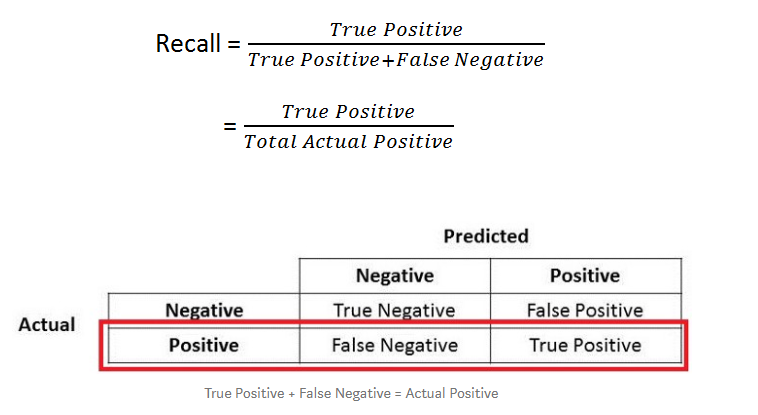 Recall = True Positive / True Positive+False Negative
= True Positive / Total Actual Positive
Predicted
Negative Positive
Negative True Negative False Positive
Actual
Positive False Negative True Positive
True Positive + False Negative = Actual Positive